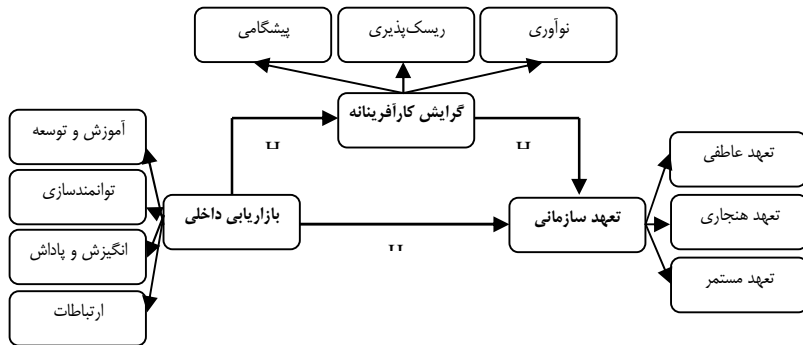 نوآوری
ریسک‌پذیری
پیشگامی
گرایش کارآفرینانه
آموزش و توسعه
توانمندسازی
انگیزش و پاداش
ارتباطات
بازاریابی داخلی
H
H
تعهد سازمانی
تعهد عاطفی
تعهد هنجاری
تعهد مستمر